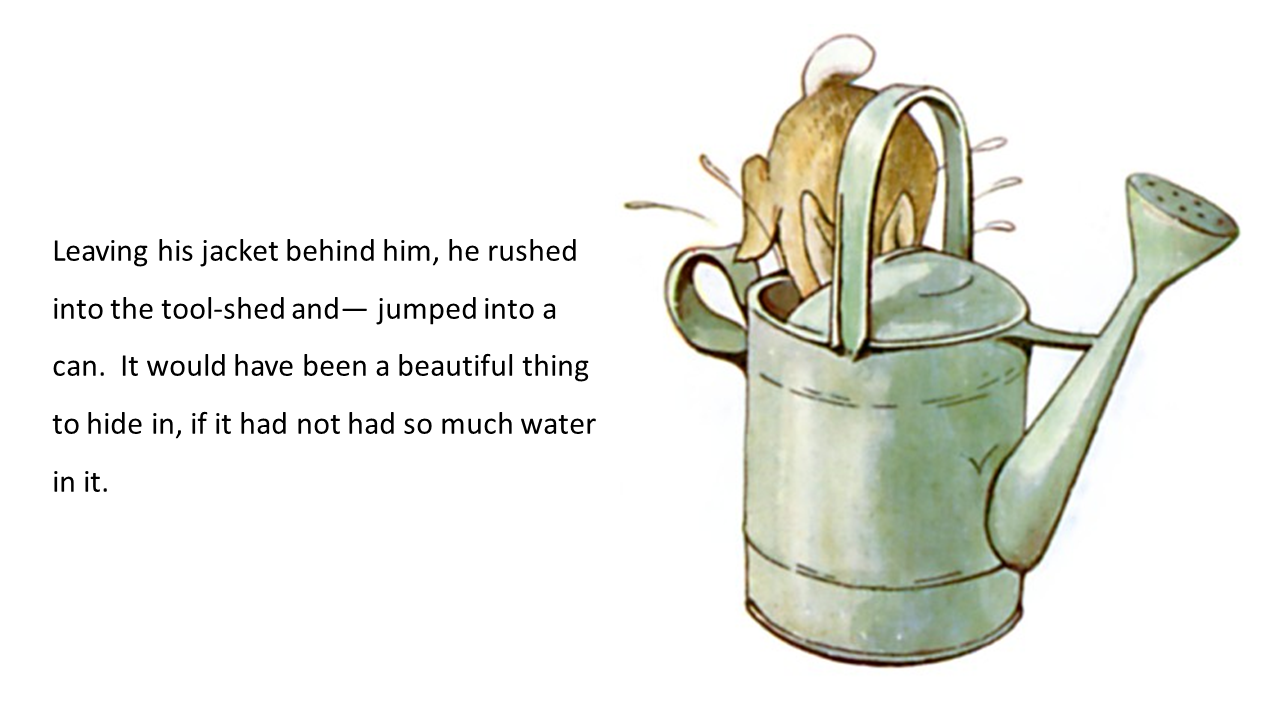 Leaving his jacket behind him, he rushed
into the tool-shed and— jumped into a
can.  It would have been a beautiful thing
to hide in, if it had not had so much water
in it.